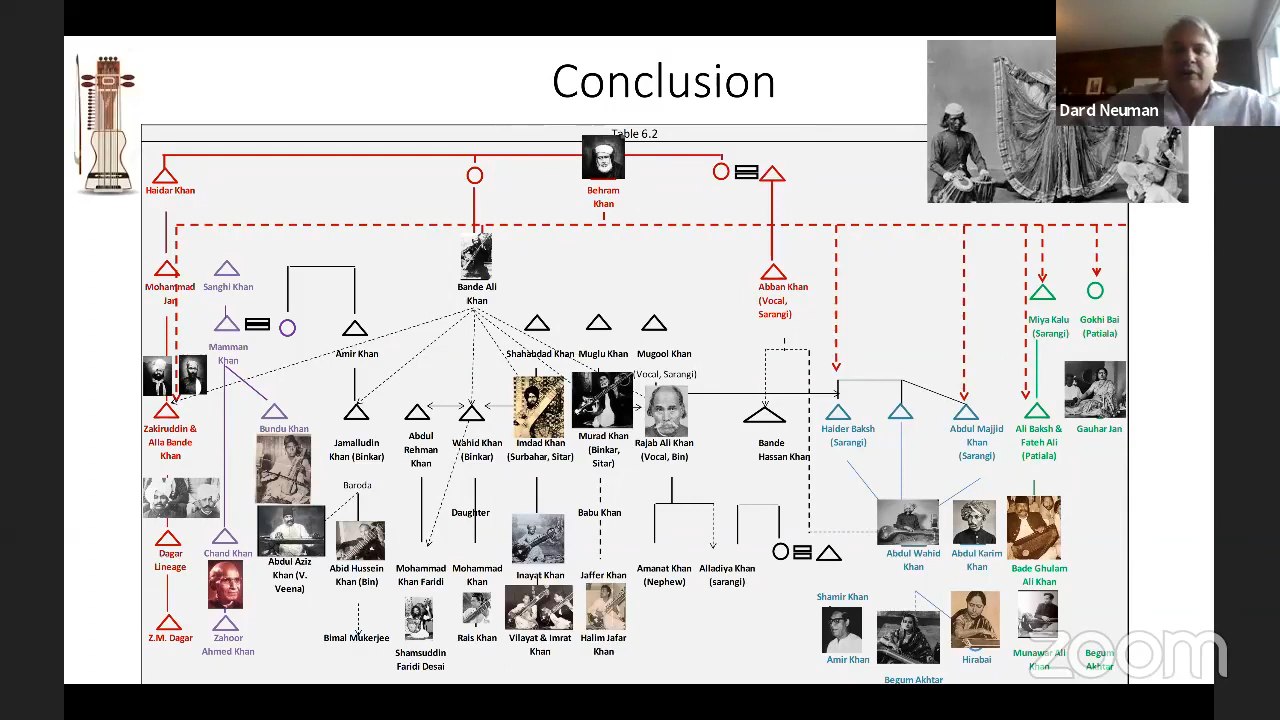 Conclusion
Dard Neuman
Table 6.2
Haidar Khan
Behram
Khan
Mohammad
Jan
Sanghi Khan
Bande Ali
Khan
Abban Khan
(Vocal,
Sarangi)
Miya Kalu
(Sarangi)
Gokhi Bai
(Patiala)
Mamman
Khan
Amir Khan
Shahabdad Khan
Muglu Khan
Mugool Khan
(Vocal, Sarangi)
Zakiruddin &
Alla Bande
Khan
Bundu Khan
Jamalludin
Khan (Binkar)
Abdul
Rehman
Khan
Wahid Khan
(Binkar)
Imdad Khan
(Surbahar, Sitar)
Murad Khan
(Binkar,
Sitar)
Rajab Ali Khan
(Vocal, Bin)
Bande
Hassan Khan
Haider Baksh
(Sarangi)
Abdul Majjid
Khan
(Sarangi)
Ali Baksh &
Fateh Ali
(Patiala)
Gauhar Jan
Baroda
Daughter
Babu Khan
Dagar
Lineage
Chand Khan
Abdul Aziz
Khan (V.
Veena)
Abid Hussein
Khan (Bin)
Mohammad
Khan Faridi
Mohammad
Khan
Inayat Khan
Jaffer Khan
Amanat Khan
(Nephew)
Alladiya Khan
(sarangi)
Abdul Wahid
Khan
Abdul Karim
Khan
Bade Ghulam
Ali Khan
Shamir Khan
Z.M. Dagar
Zahoor
Ahmed Khan
Bimal Mukerjee
Shamsuddin
Faridi Desai
Rais Khan
Vilayat & Imrat
Khan
Halim Jafar
Khan
Amir Khan
Begum Akhtar
Hirabai
Munawar Ali
Khan
Begum
Akhtar
zoom